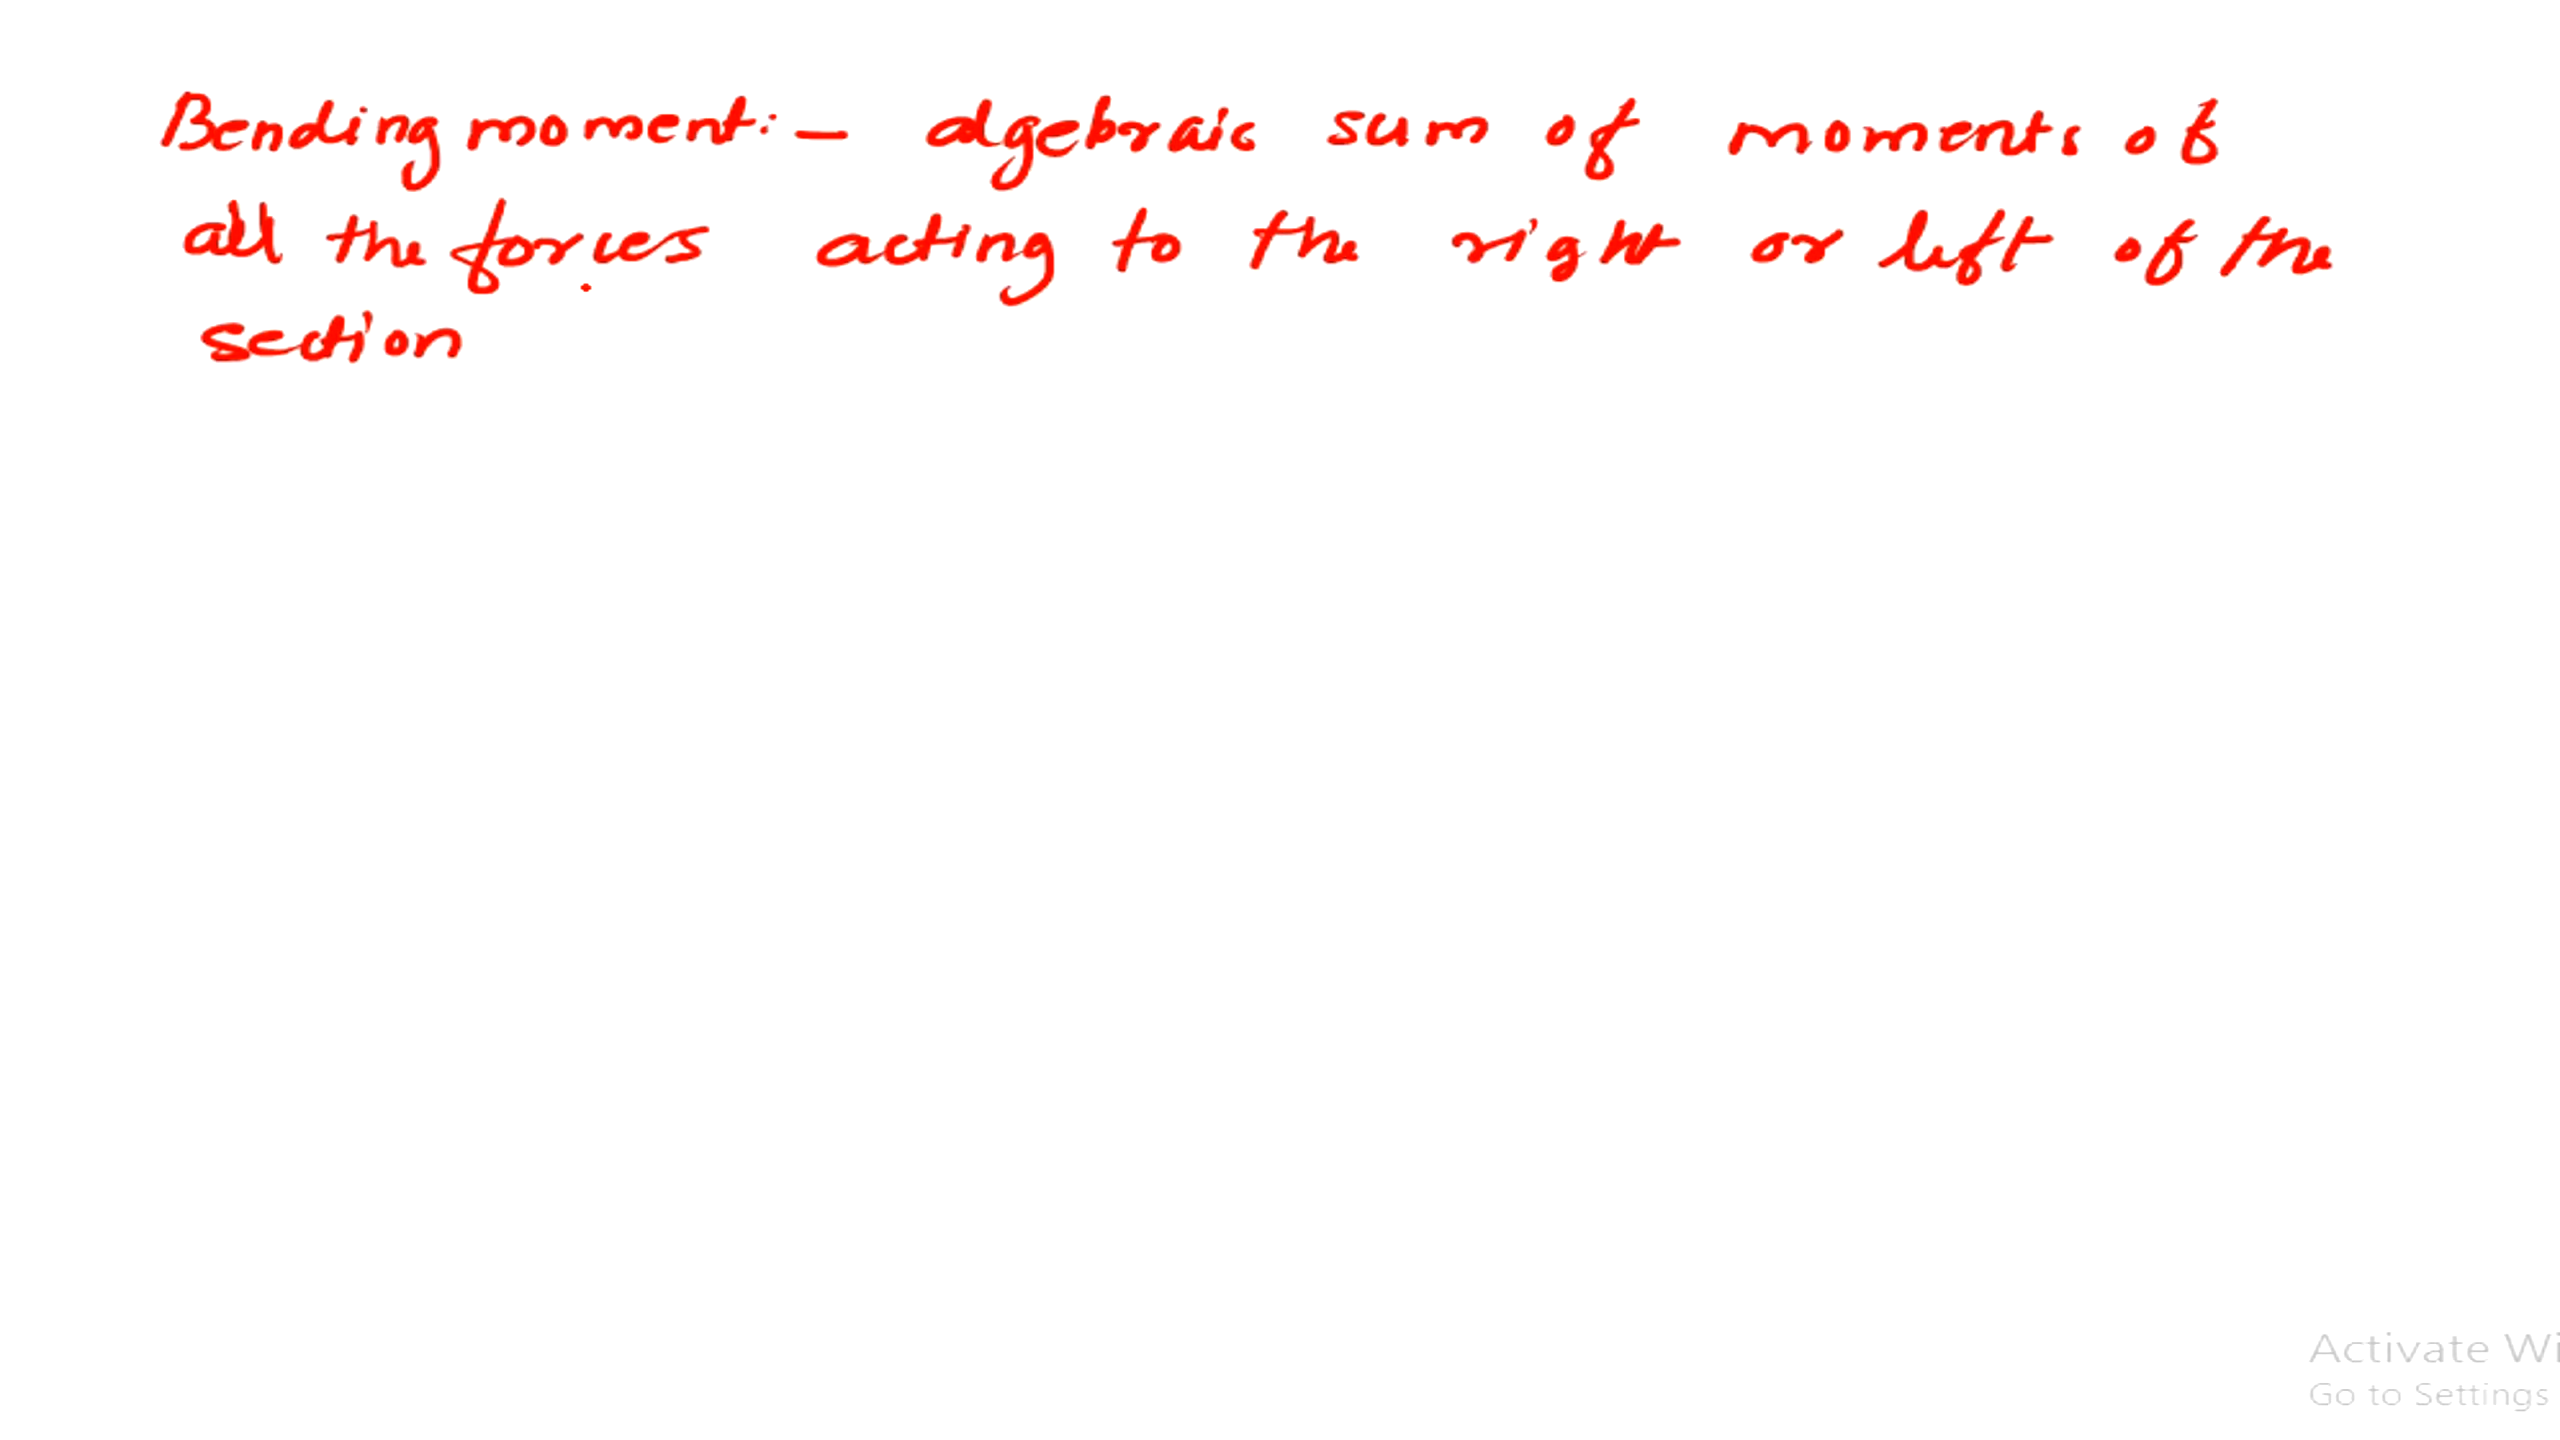 Bending moment:- algebraic sum of moments of
all the forces acting to the right or left of the
section
Activate Wi
Go to Settings